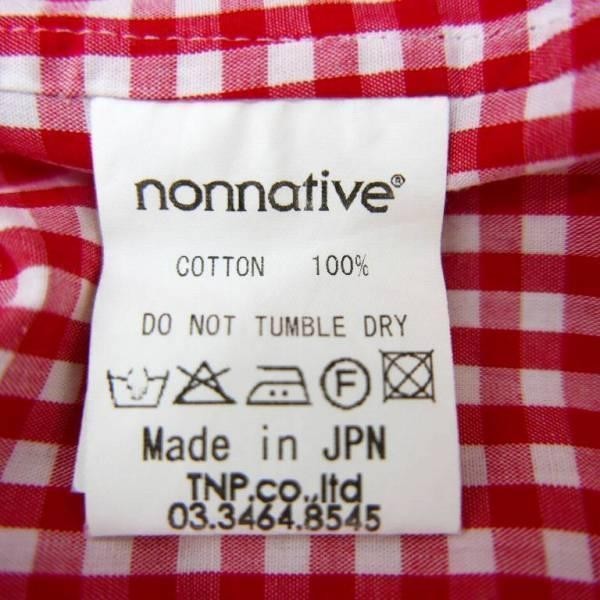 nonnative®
COTTON 100%
DO NOT TUMBLE DRY
F
Made in JPN
TNP.co.,ltd
03.3464.8545